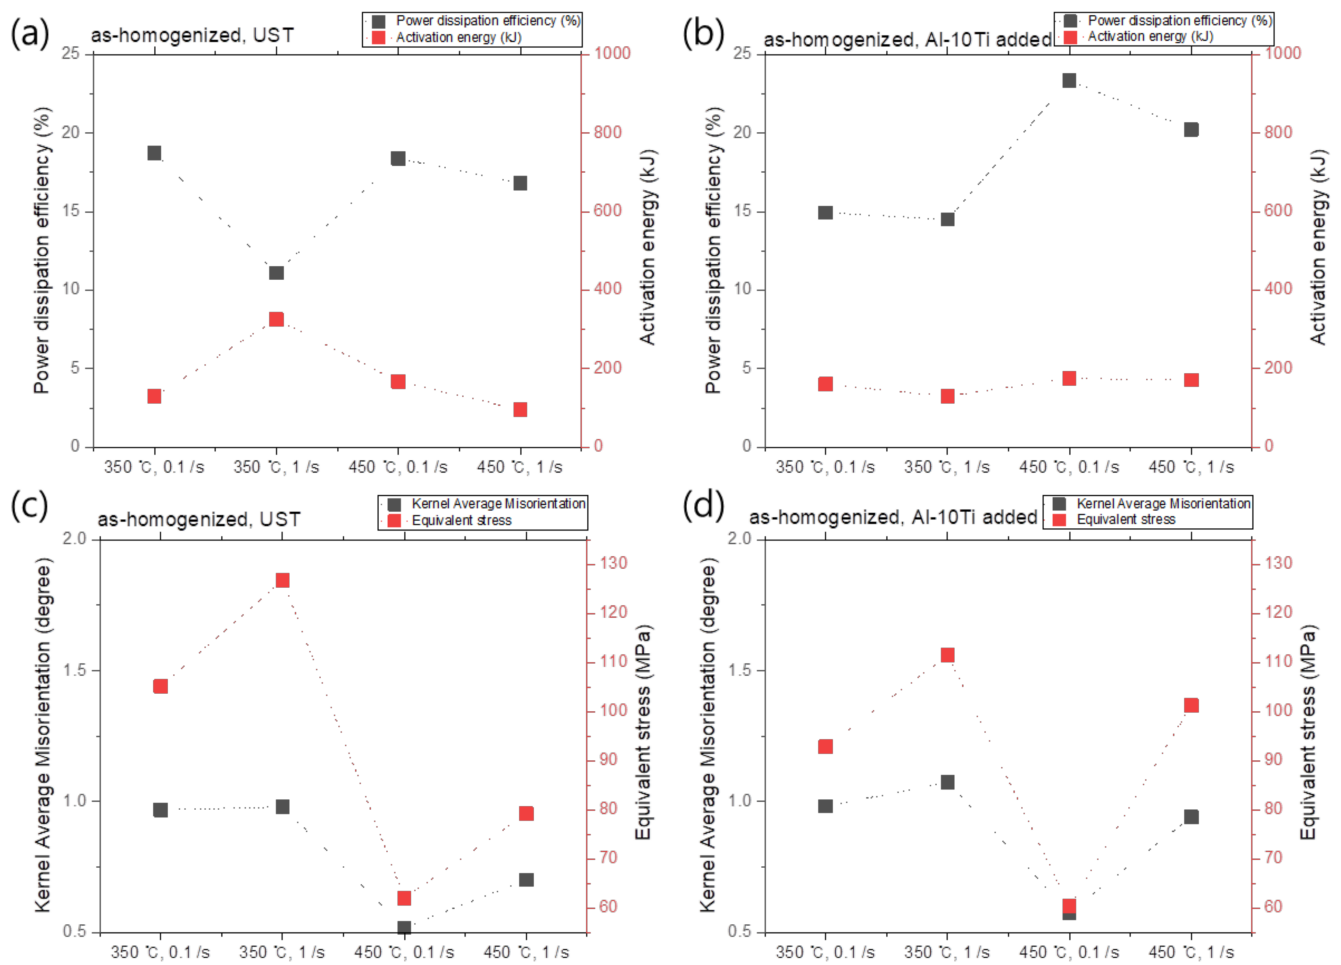 (a)
as-homogenized, UST
Power dissipation efficiency (%)
Activation energy (kJ)
Power dissipation efficiency (%)
25
20
15
10
5
0
1000
800
600
400
200
0
Activation energy (kJ)
350 ℃, 0.1 /s
350 ℃, 1 /s
450 ℃, 0.1 /s
450 ℃, 1 /s
(b)
as-homogenized, Al-10Ti added
Power dissipation efficiency (%)
Activation energy (kJ)
Power dissipation efficiency (%)
25
20
15
10
5
0
1000
800
600
400
200
0
Activation energy (kJ)
350 ℃, 0.1 /s
350 ℃, 1 /s
450 ℃, 0.1 /s
450 ℃, 1 /s
(c)
as-homogenized, UST
Kernel Average Misorientation
Equivalent stress
Kernel Average Misorientation (degree)
2.0
1.5
1.0
0.5
130
120
110
100
90
80
70
60
Equivalent stress (MPa)
350 ℃, 0.1 /s
350 ℃, 1 /s
450 ℃, 0.1 /s
450 ℃, 1 /s
(d)
as-homogenized, Al-10Ti added
Kernel Average Misorientation
Equivalent stress
Kernel Average Misorientation (degree)
2.0
1.5
1.0
0.5
130
120
110
100
90
80
70
60
Equivalent stress (MPa)
350 ℃, 0.1 /s
350 ℃, 1 /s
450 ℃, 0.1 /s
450 ℃, 1 /s